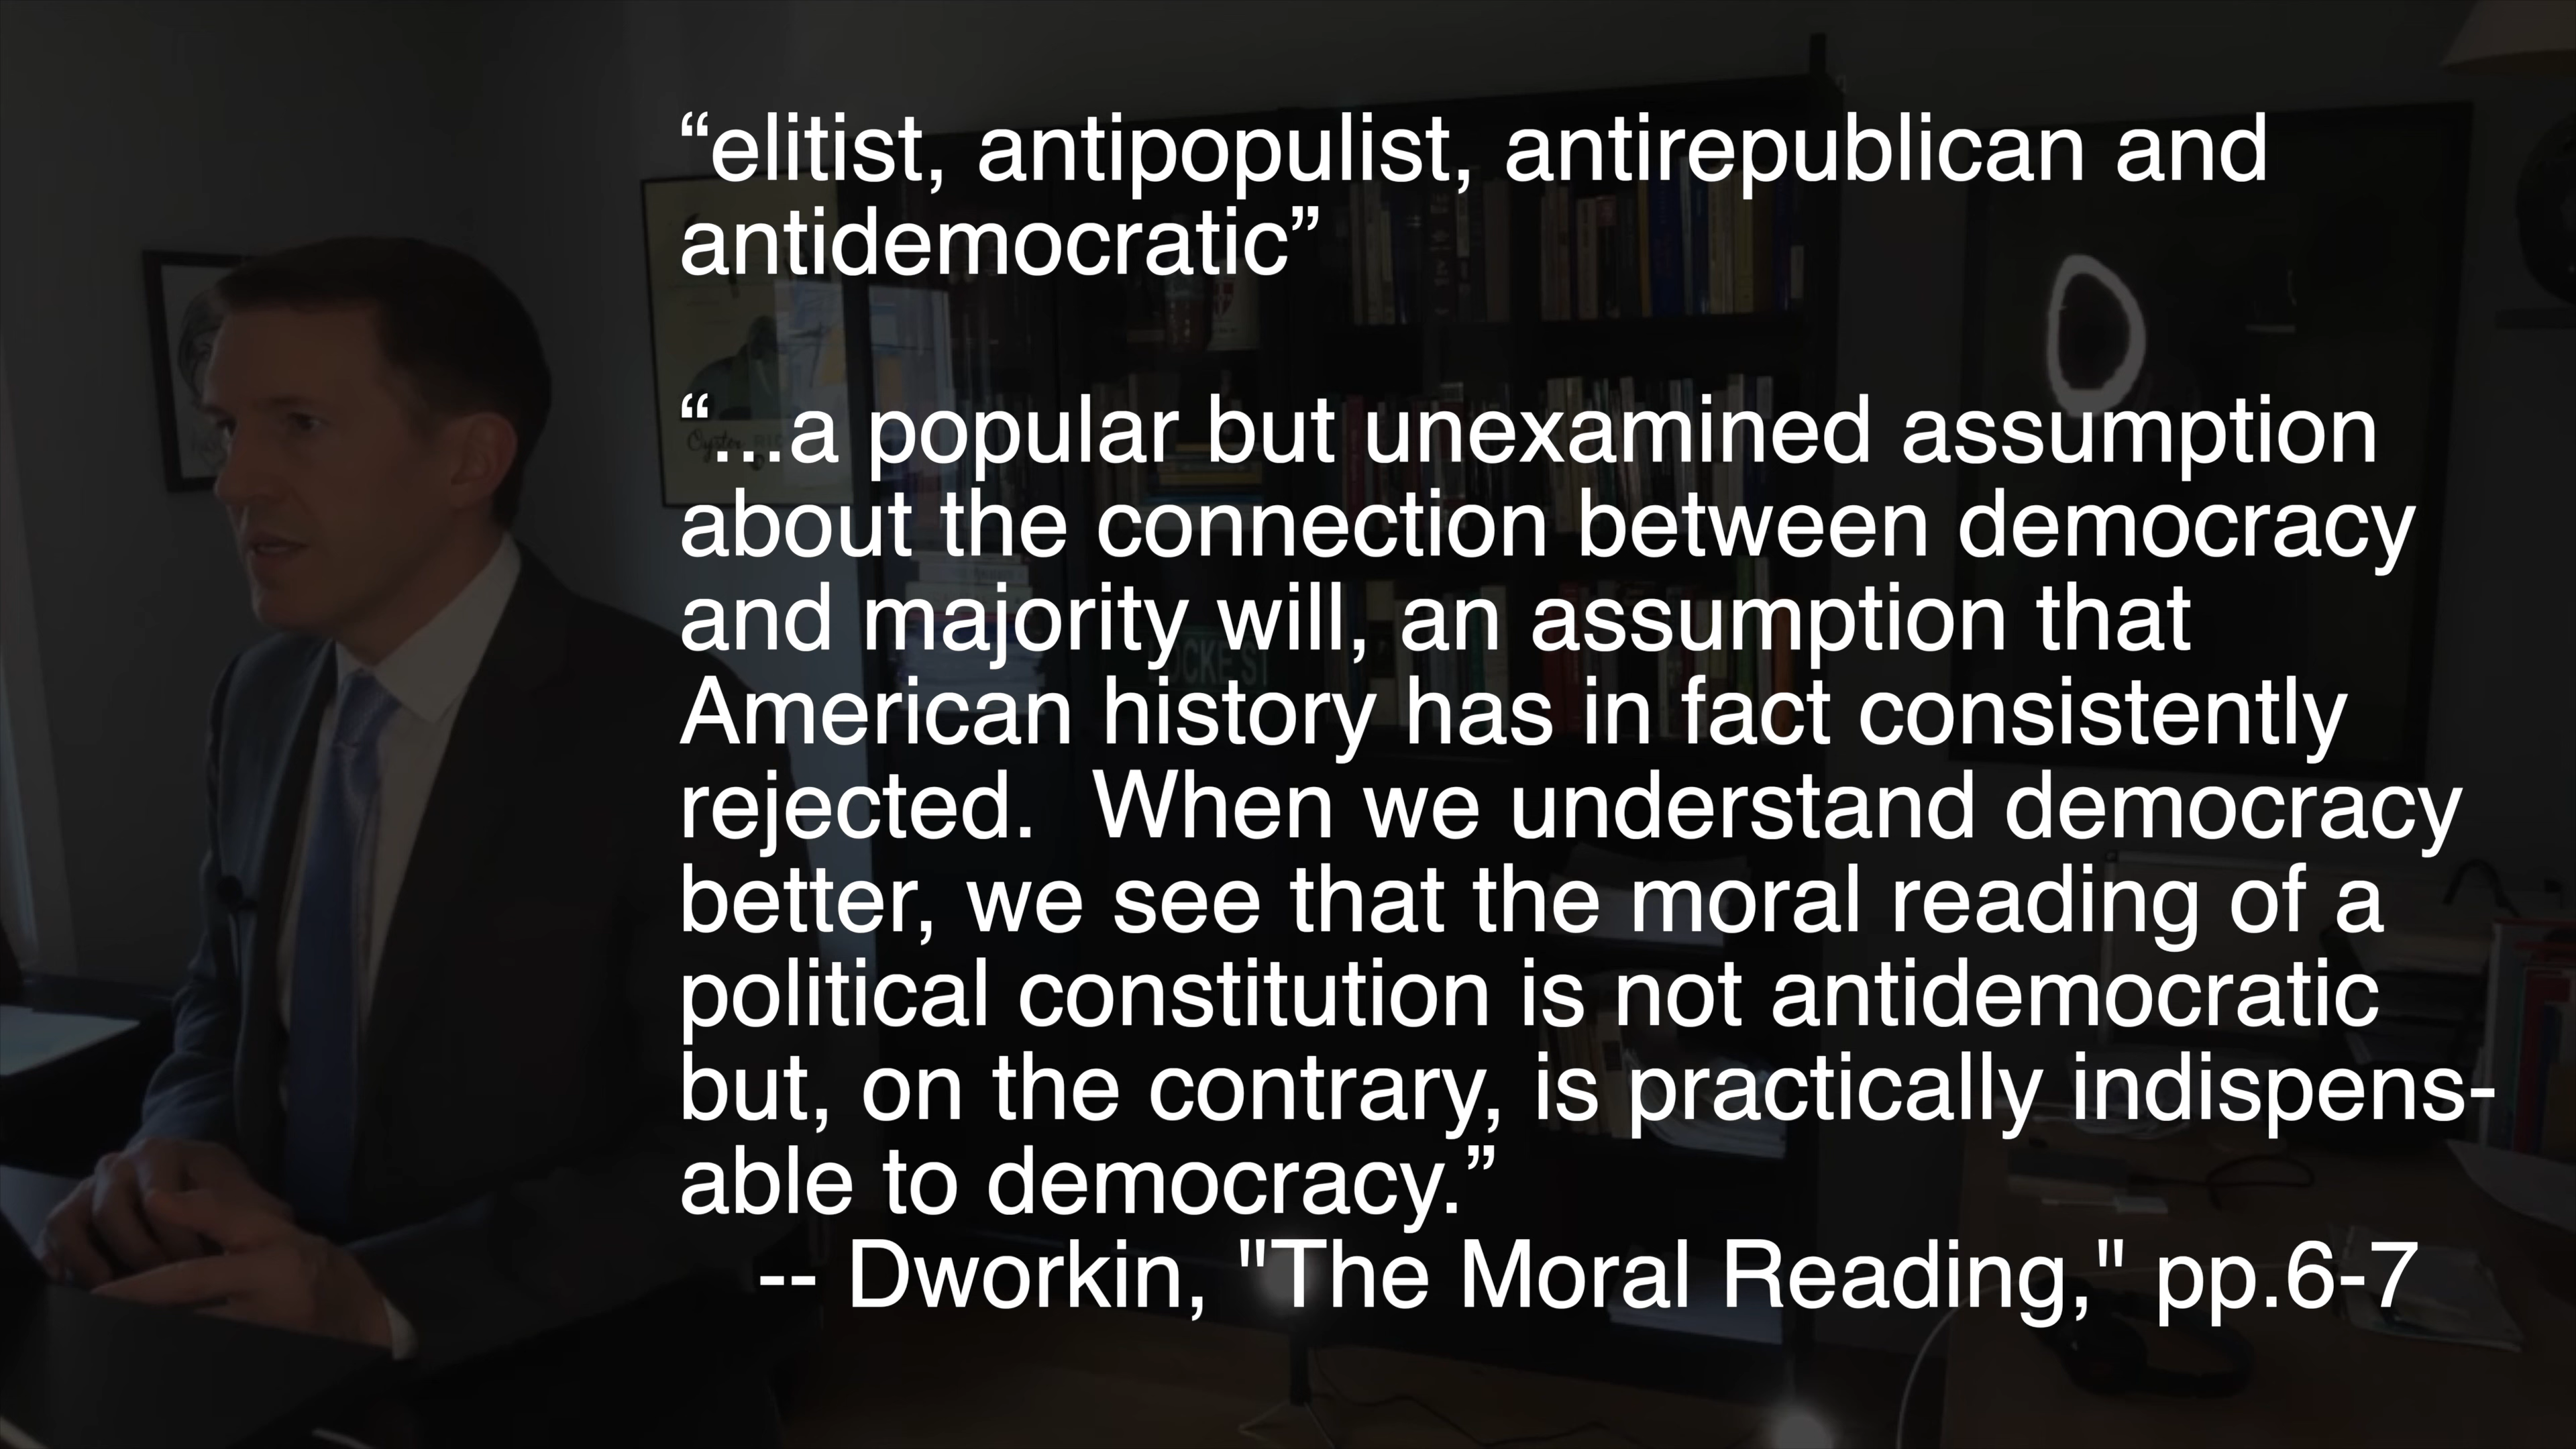 “elitist, antipopulist, antirepublican and
antidemocratic”
“...a popular but unexamined assumption
about the connection between democracy
and majority will, an assumption that
American history has in fact consistently
rejected.  When we understand democracy
better, we see that the moral reading of a
political constitution is not antidemocratic
but, on the contrary, is practically indispens-
able to democracy.”
-- Dworkin, "The Moral Reading," pp.6-7
Oyster
OCKE ST